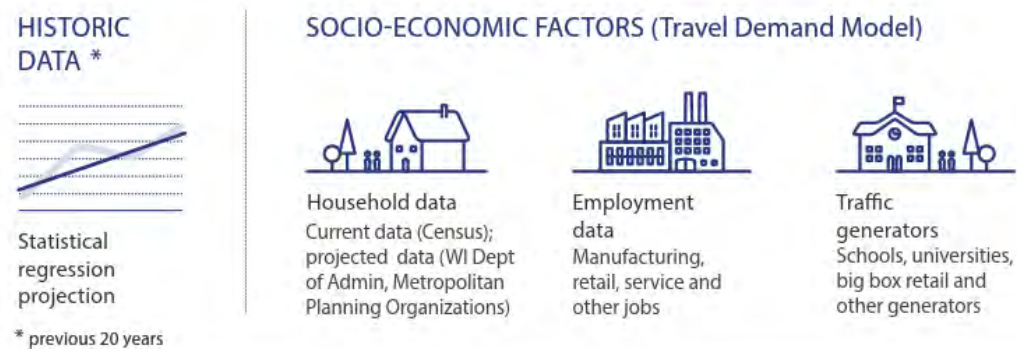 HISTORIC
DATA *
Statistical
regression
projection
* previous 20 years
SOCIO-ECONOMIC FACTORS (Travel Demand Model)
Household data
Current data (Census);
projected data (WI Dept
of Admin, Metropolitan
Planning Organizations)
Employment
data
Manufacturing,
retail, service and
other jobs
Traffic
generators
Schools, universities,
big box retail and
other generators